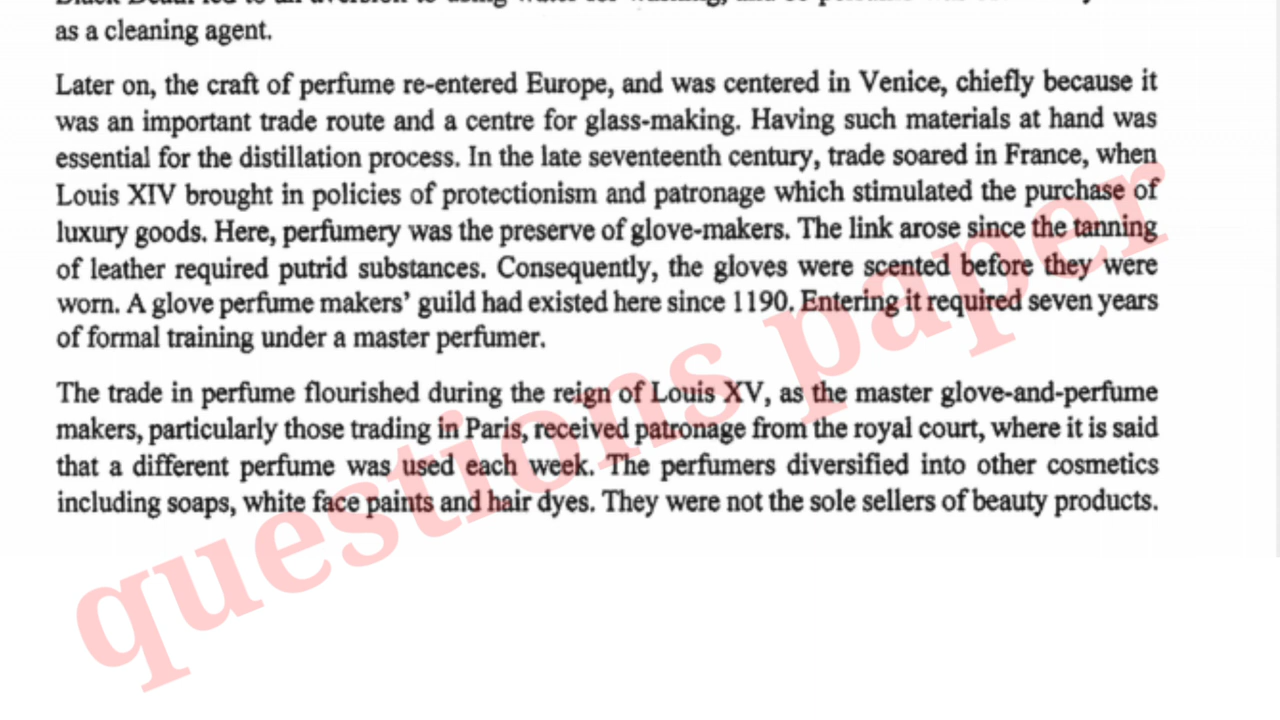 as a cleaning agent.
Later on, the craft of perfume re-entered Europe, and was centered in Venice, chiefly because it
was an important trade route and a centre for glass-making. Having such materials at hand was
essential for the distillation process. In the late seventeenth century, trade soared in France, when
Louis XIV brought in policies of protectionism and patronage which stimulated the purchase of
luxury goods. Here, perfumery was the preserve of glove-makers. The link arose since the tanning
of leather required putrid substances. Consequently, the gloves were scented before they were
worn. A glove perfume makers' guild had existed here since 1190. Entering it required seven years
of formal training under a master perfumer.
The trade in perfume flourished during the reign of Louis XV, as the master glove-and-perfume
makers, particularly those trading in Paris, received patronage from the royal court, where it is said
that a different perfume was used each week. The perfumers diversified into other cosmetics
including soaps, white face paints and hair dyes. They were not the sole sellers of beauty products.
questions paper